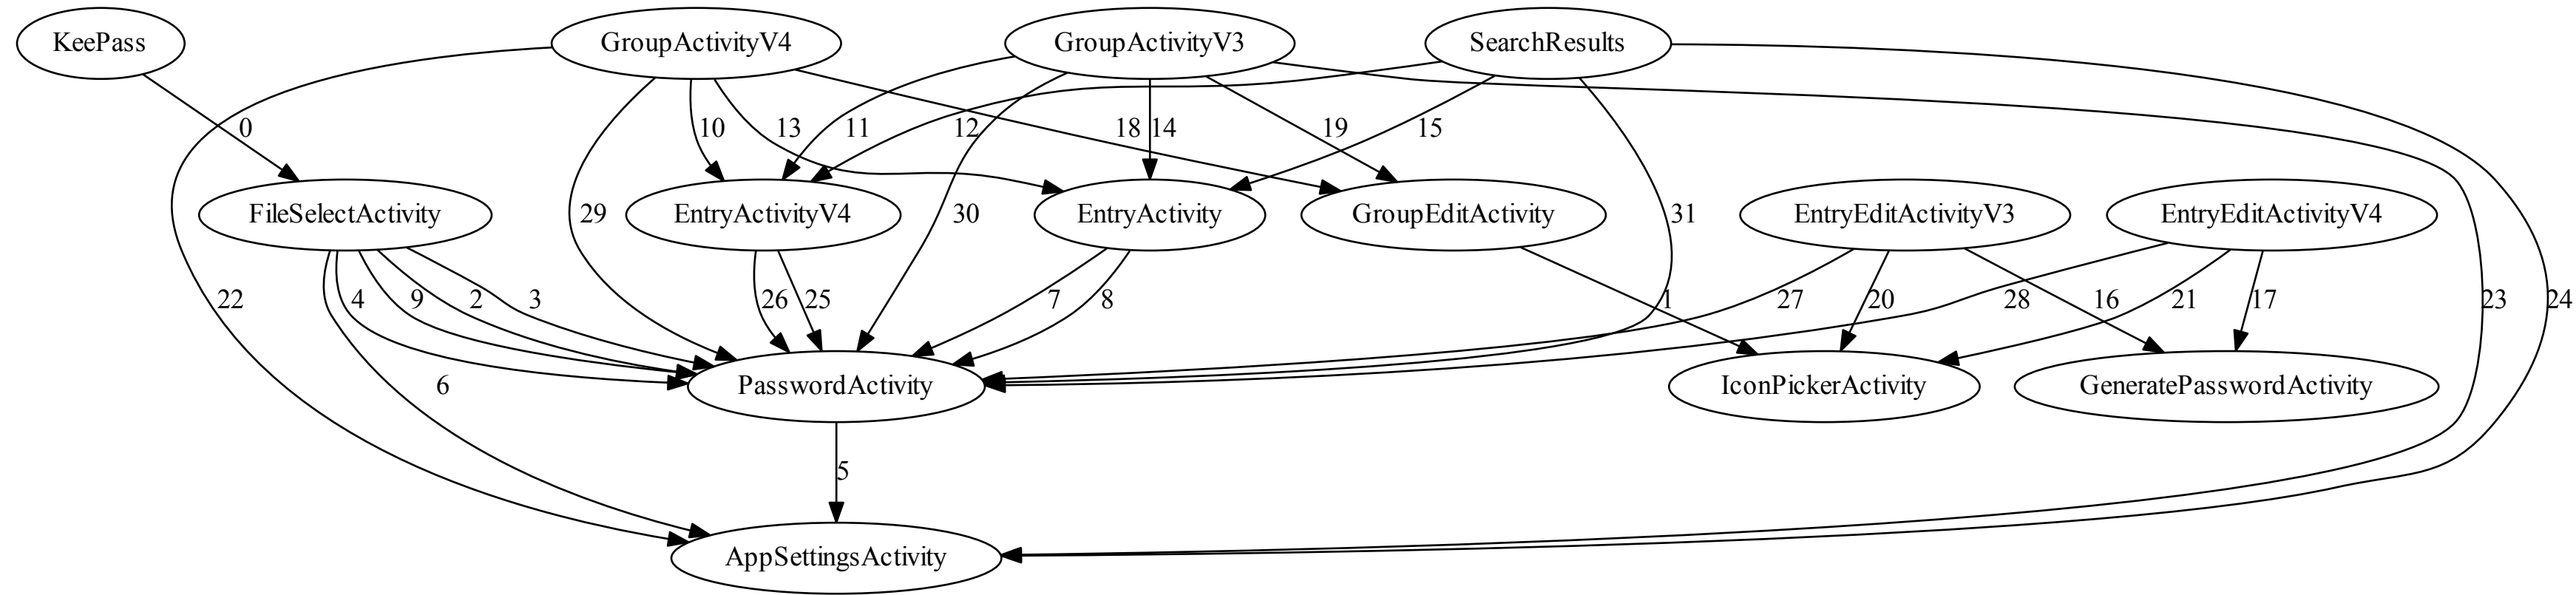 KeePass
GroupActivityV4
GroupActivityV3
SearchResults
0
10
13
11
12
18
14
19
15
FileSelectActivity
29
EntryActivityV4
30
EntryActivity
GroupEditActivity
31
EntryEditActivityV3
EntryEditActivityV4
22
4
9
2
3
26
25
7
8
1
27
20
28
16
21
17
23
24
6
PasswordActivity
IconPickerActivity
GeneratePasswordActivity
5
AppSettingsActivity